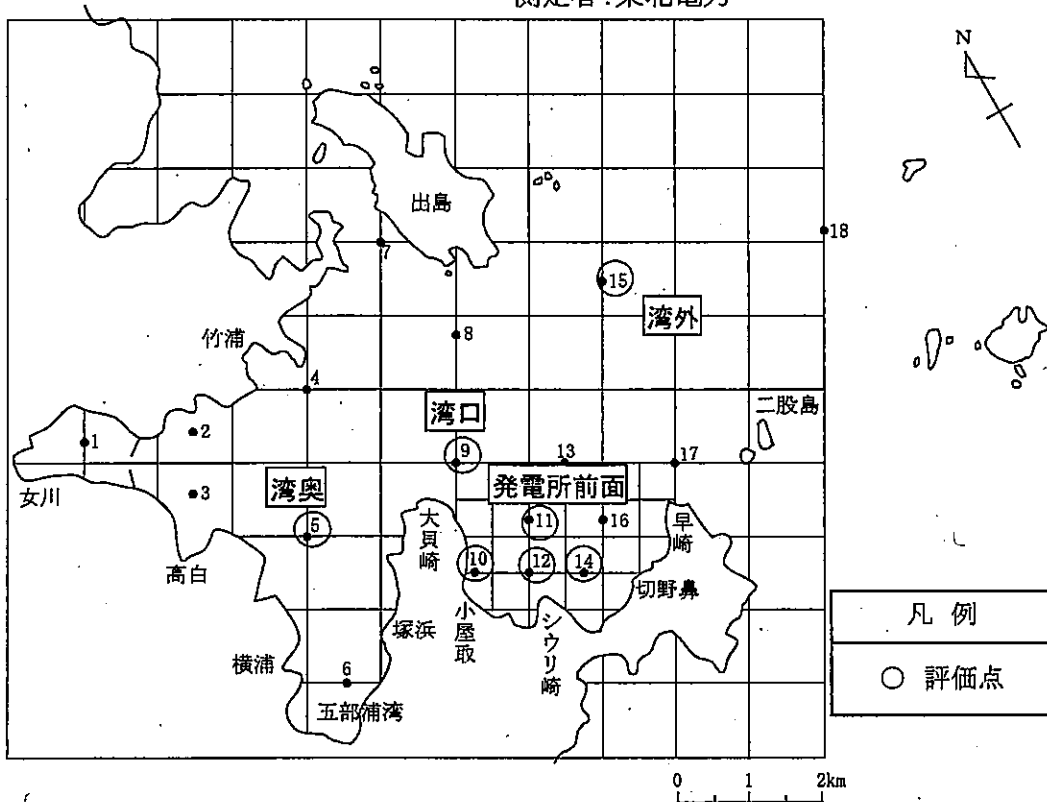 測定者:東北電力
N
出島
7
18
15
湾外
竹浦
8
4
二股島
湾口
1
2
9
13
17
女川
湾奥
発電所前面
3
5
大貝崎
11
16
早崎
高白
10
12
14
切野鼻
塚浜
小屋取
シウリ崎
横浦
6
五部浦湾
凡例
○ 評価点
0 1 2km